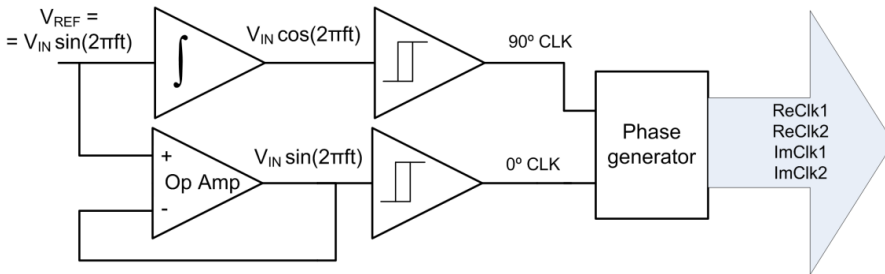 V_REF =
= V_IN sin(2πft)
∫
V_IN cos(2πft)
90º CLK
+
Op Amp
-
V_IN sin(2πft)
0º CLK
Phase
generator
ReClk1
ReClk2
ImClk1
ImClk2